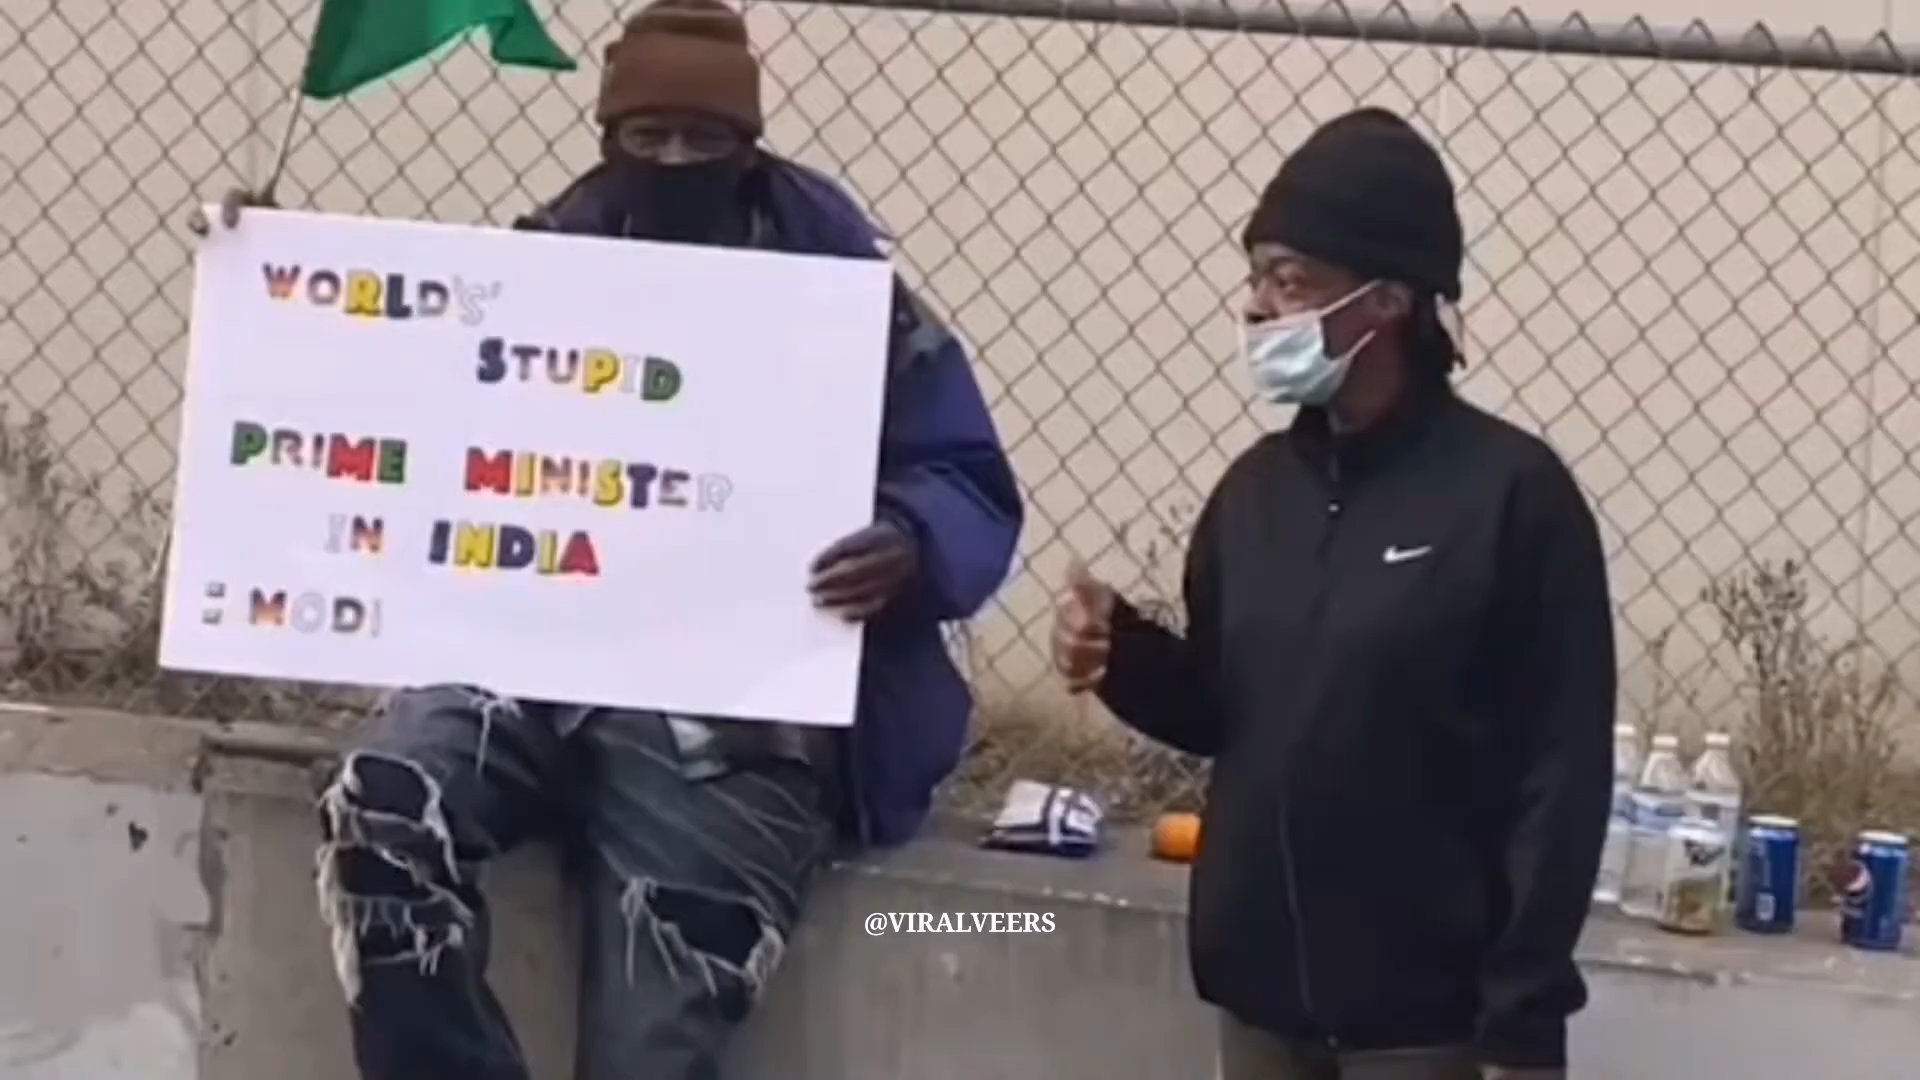 WORLD'S'
STUPID
PRIME MINISTER
IN INDIA
: MODI
@VIRALVEERS